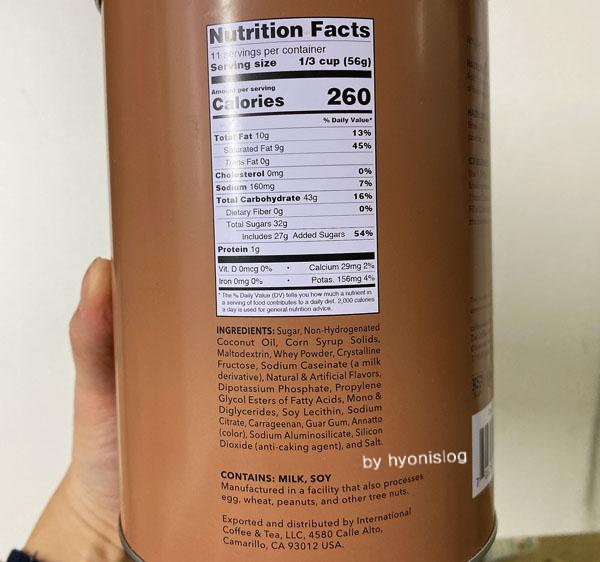 Nutrition Facts
11 servings per container
Serving size 1/3 cup (56g)
Amount per serving
Calories 260
% Daily Value*
Total Fat 10g 13%
Saturated Fat 9g 45%
Trans Fat 0g
Cholesterol 0mg 0%
Sodium 160mg 7%
Total Carbohydrate 43g 16%
Dietary Fiber 0g 0%
Total Sugars 32g
Includes 27g Added Sugars 54%
Protein 1g
Vit. D 0mcg 0% • Calcium 29mg 2%
Iron 0mg 0% • Potas. 156mg 4%
* The % Daily Value (DV) tells you how much a nutrient in
a serving of food contributes to a daily diet. 2,000 calories
a day is used for general nutrition advice.
INGREDIENTS: Sugar, Non-Hydrogenated
Coconut Oil, Corn Syrup Solids,
Maltodextrin, Whey Powder, Crystalline
Fructose, Sodium Caseinate (a milk
derivative), Natural & Artificial Flavors,
Dipotassium Phosphate, Propylene
Glycol Esters of Fatty Acids, Mono &
Diglycerides, Soy Lecithin, Sodium
Citrate, Carrageenan, Guar Gum, Annatto
(color), Sodium Aluminosilicate, Silicon
Dioxide (anti-caking agent), and Salt.
by hyonislog
CONTAINS: MILK, SOY
Manufactured in a facility that also processes
egg, wheat, peanuts, and other tree nuts.
Exported and distributed by International
Coffee & Tea, LLC, 4580 Calle Alto,
Camarillo, CA 93012 USA.